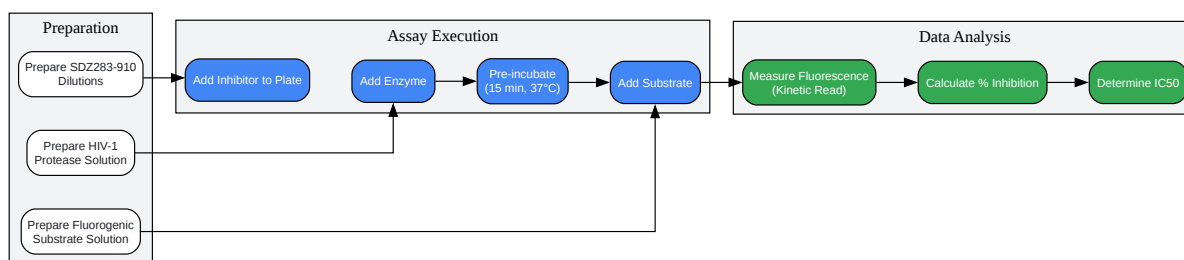 Preparation
Prepare SDZ283-910
Dilutions
Prepare HIV-1
Protease Solution
Prepare Fluorogenic
Substrate Solution
Assay Execution
Add Inhibitor to Plate
Add Enzyme
Pre-incubate
(15 min, 37°C)
Add Substrate
Data Analysis
Measure Fluorescence
(Kinetic Read)
Calculate % Inhibition
Determine IC50